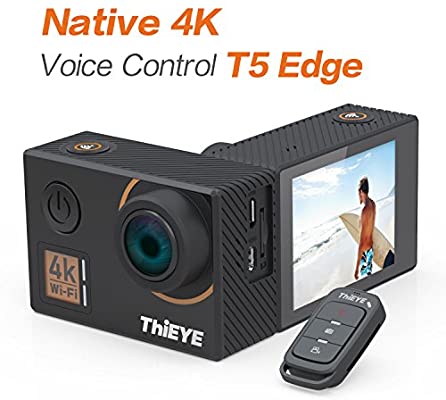 Native 4K
Voice Control T5 Edge
4k
Wi-Fi
ThiEYE
ThiEYE